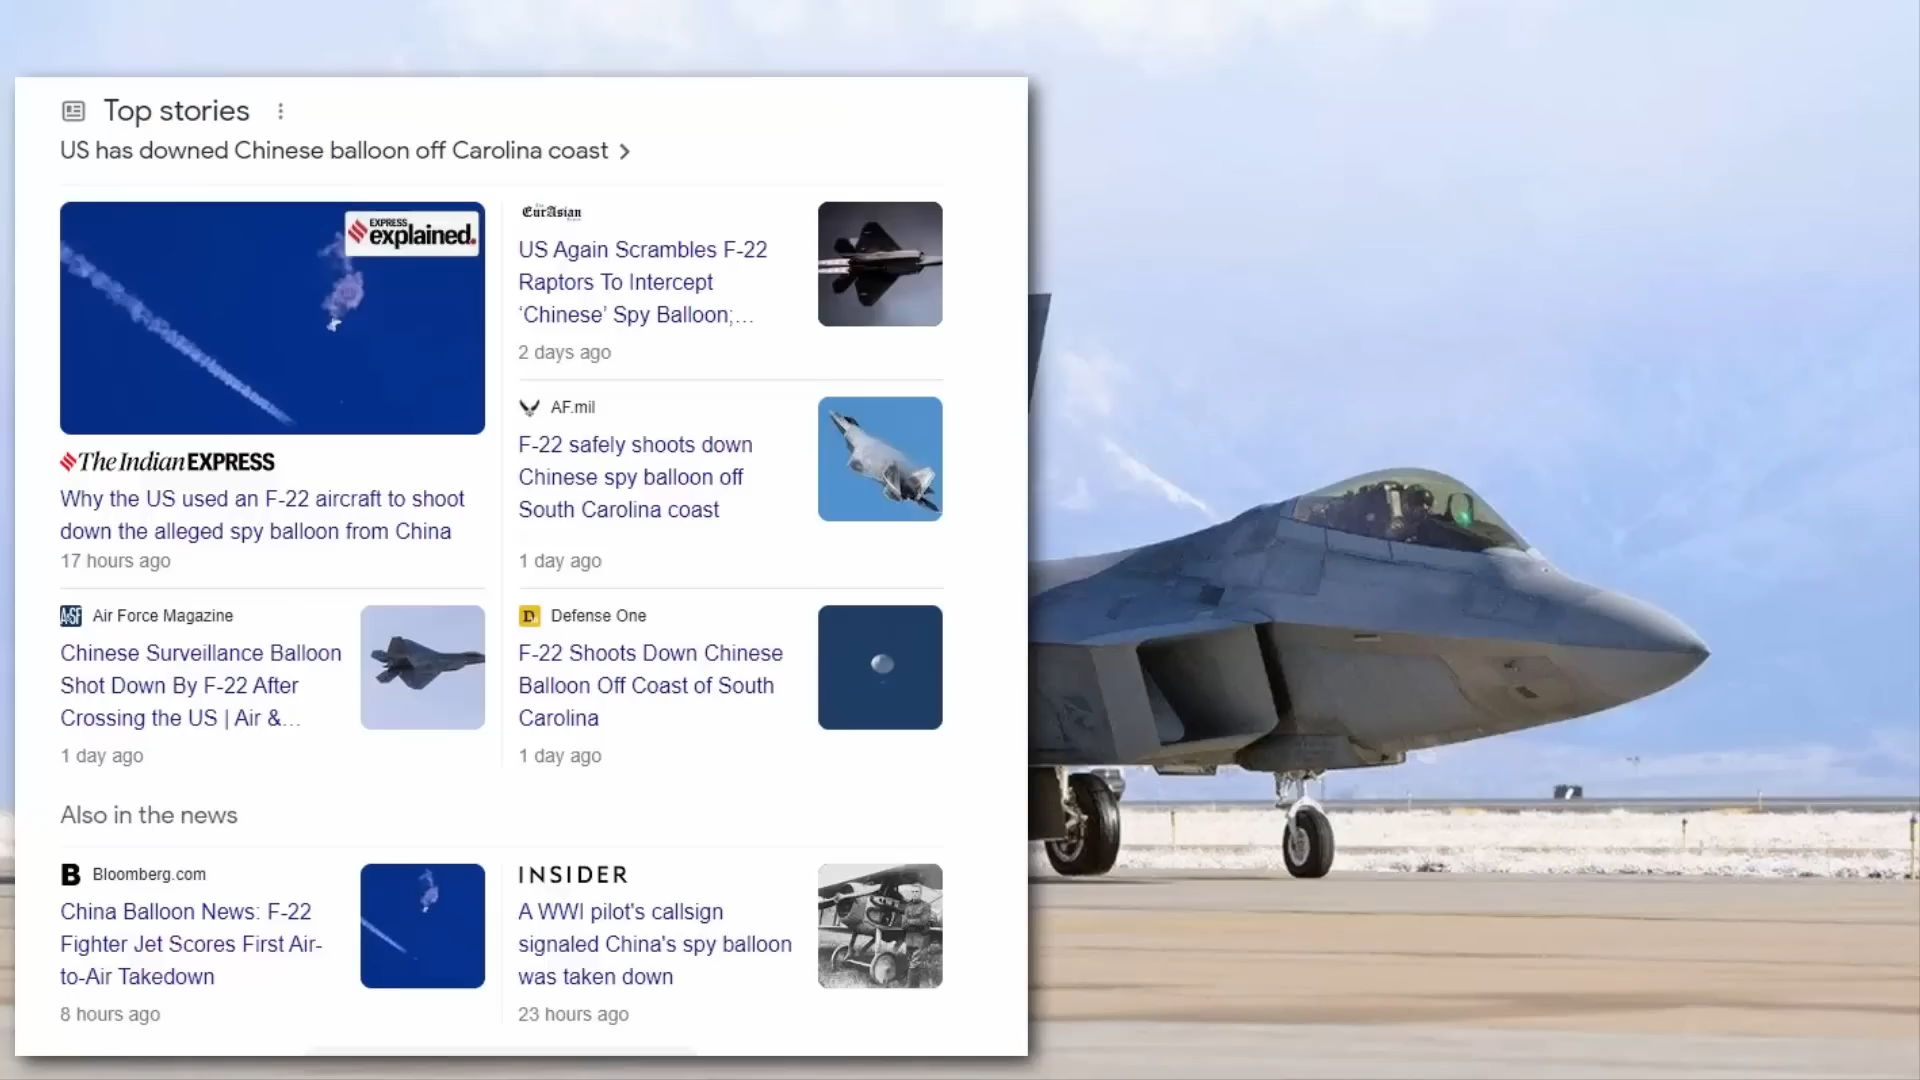 Top stories
US has downed Chinese balloon off Carolina coast
EXPRESS
explained.
The Indian EXPRESS
Why the US used an F-22 aircraft to shoot
down the alleged spy balloon from China
17 hours ago
EurAsian
US Again Scrambles F-22
Raptors To Intercept
‘Chinese’ Spy Balloon;...
2 days ago
AF.mil
F-22 safely shoots down
Chinese spy balloon off
South Carolina coast
1 day ago
A&SF Air Force Magazine
Chinese Surveillance Balloon
Shot Down By F-22 After
Crossing the US | Air &...
1 day ago
D Defense One
F-22 Shoots Down Chinese
Balloon Off Coast of South
Carolina
1 day ago
Also in the news
B Bloomberg.com
China Balloon News: F-22
Fighter Jet Scores First Air-
to-Air Takedown
8 hours ago
INSIDER
A WWI pilot's callsign
signaled China's spy balloon
was taken down
23 hours ago